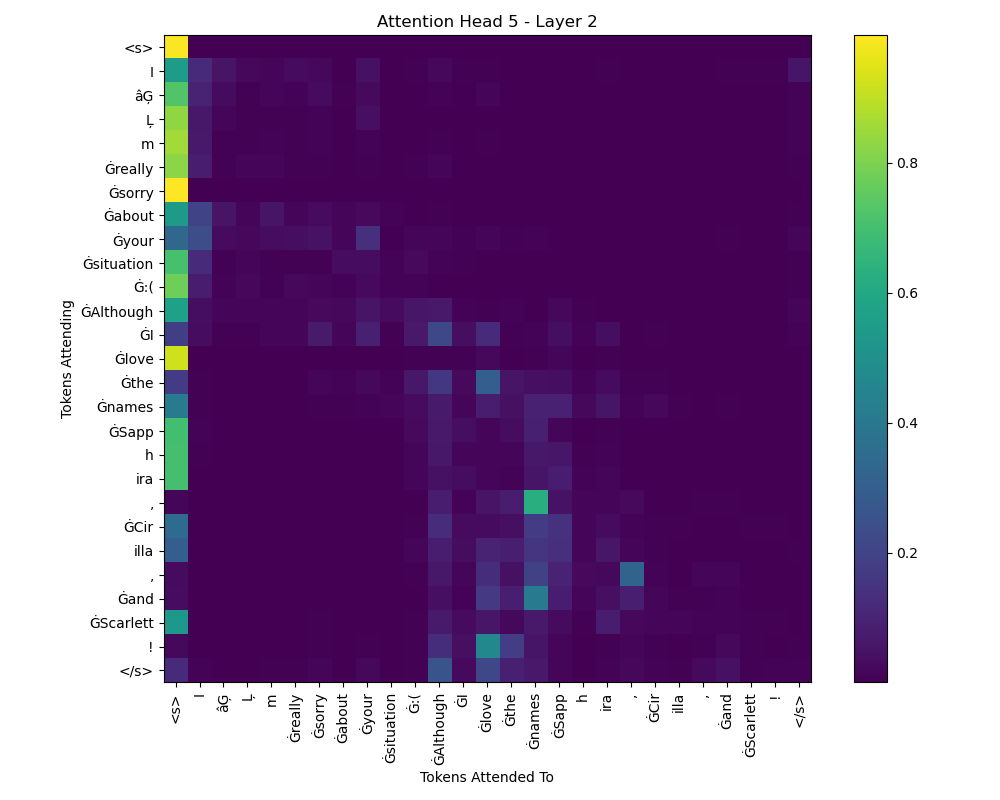 Attention Head 5 - Layer 2
Tokens Attending
<s>
I
âĢ
Ļ
m
Ġreally
Ġsorry
Ġabout
Ġyour
Ġsituation
Ġ:(
ĠAlthough
ĠI
Ġlove
Ġthe
Ġnames
ĠSapp
h
ira
,
ĠCir
illa
,
Ġand
ĠScarlett
!
</s>
<s>
I
âĢ
Ļ
m
Ġreally
Ġsorry
Ġabout
Ġyour
Ġsituation
Ġ:(
ĠAlthough
ĠI
Ġlove
Ġthe
Ġnames
ĠSapp
h
ira
,
ĠCir
illa
,
Ġand
ĠScarlett
!
</s>
Tokens Attended To
0.8
0.6
0.4
0.2